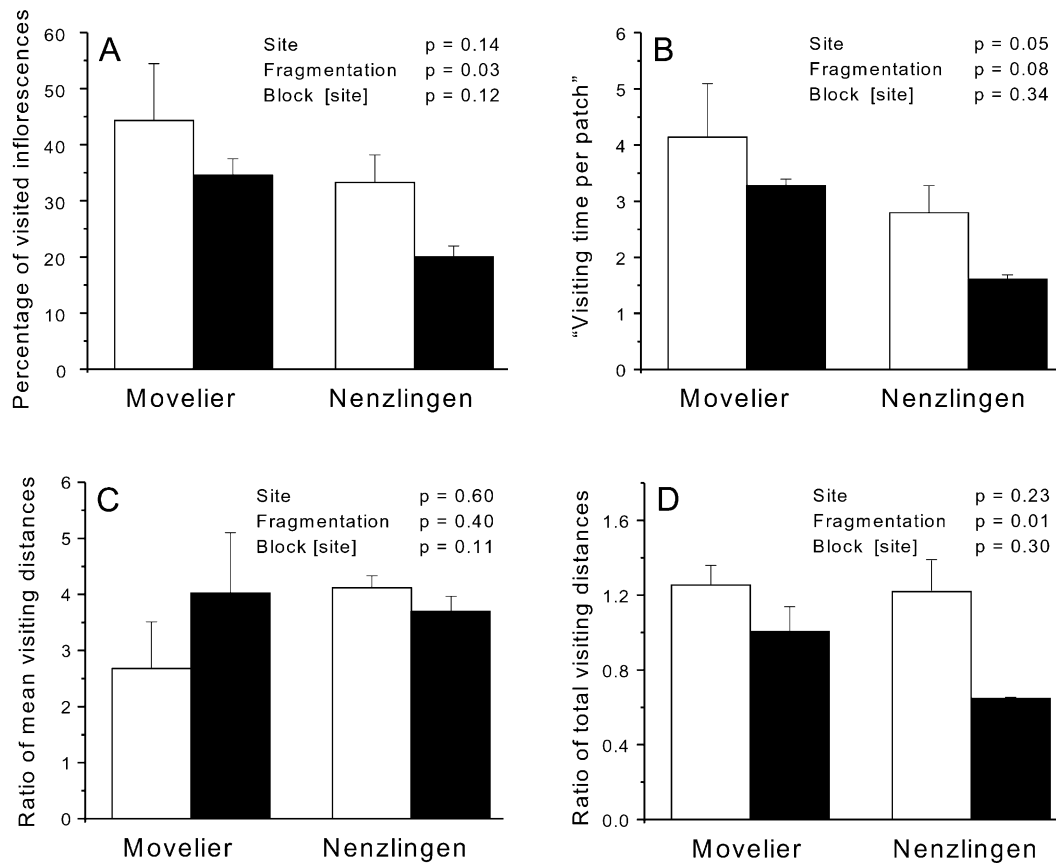 A
Site p = 0.14
Fragmentation p = 0.03
Block [site] p = 0.12
Percentage of visited inflorescences
60
50
40
30
20
10
0
Movelier Nenzlingen
B
Site p = 0.05
Fragmentation p = 0.08
Block [site] p = 0.34
“Visiting time per patch”
6
5
4
3
2
1
0
Movelier Nenzlingen
C
Site p = 0.60
Fragmentation p = 0.40
Block [site] p = 0.11
Ratio of mean visiting distances
6
5
4
3
2
1
0
Movelier Nenzlingen
D
Site p = 0.23
Fragmentation p = 0.01
Block [site] p = 0.30
Ratio of total visiting distances
1.6
1.2
0.8
0.4
0.0
Movelier Nenzlingen